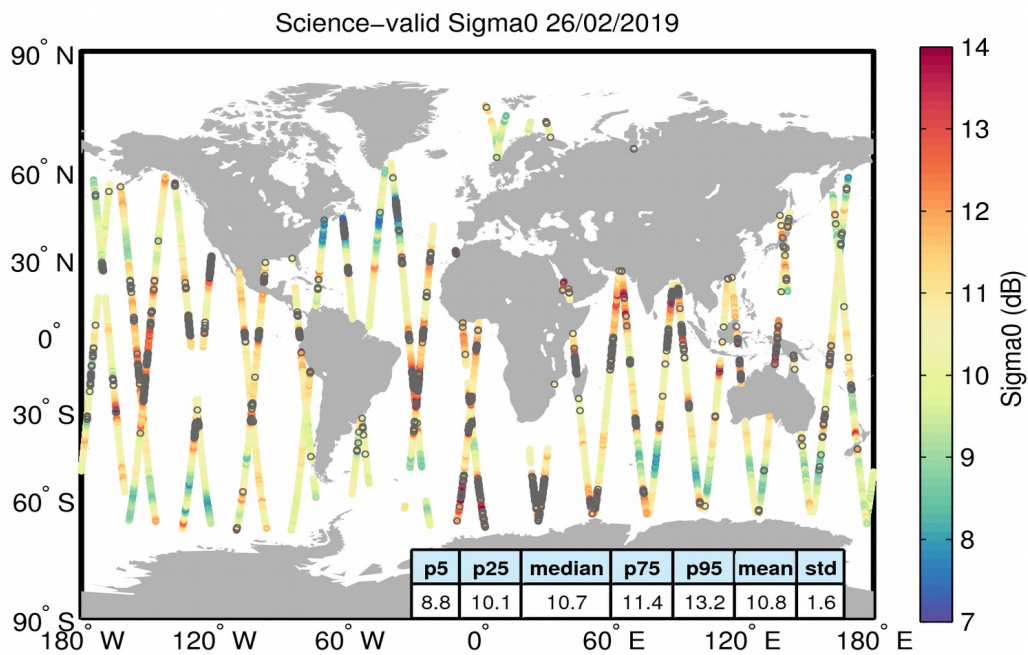 Science−valid Sigma0 26/02/2019
90° N
60° N
30° N
0°
30° S
60° S
90° S
180° W
120° W
60° W
0°
60° E
120° E
180° E
p5 p25 median p75 p95 mean std
8.8 10.1 10.7 11.4 13.2 10.8 1.6
14
13
12
11
10
9
8
7
Sigma0 (dB)